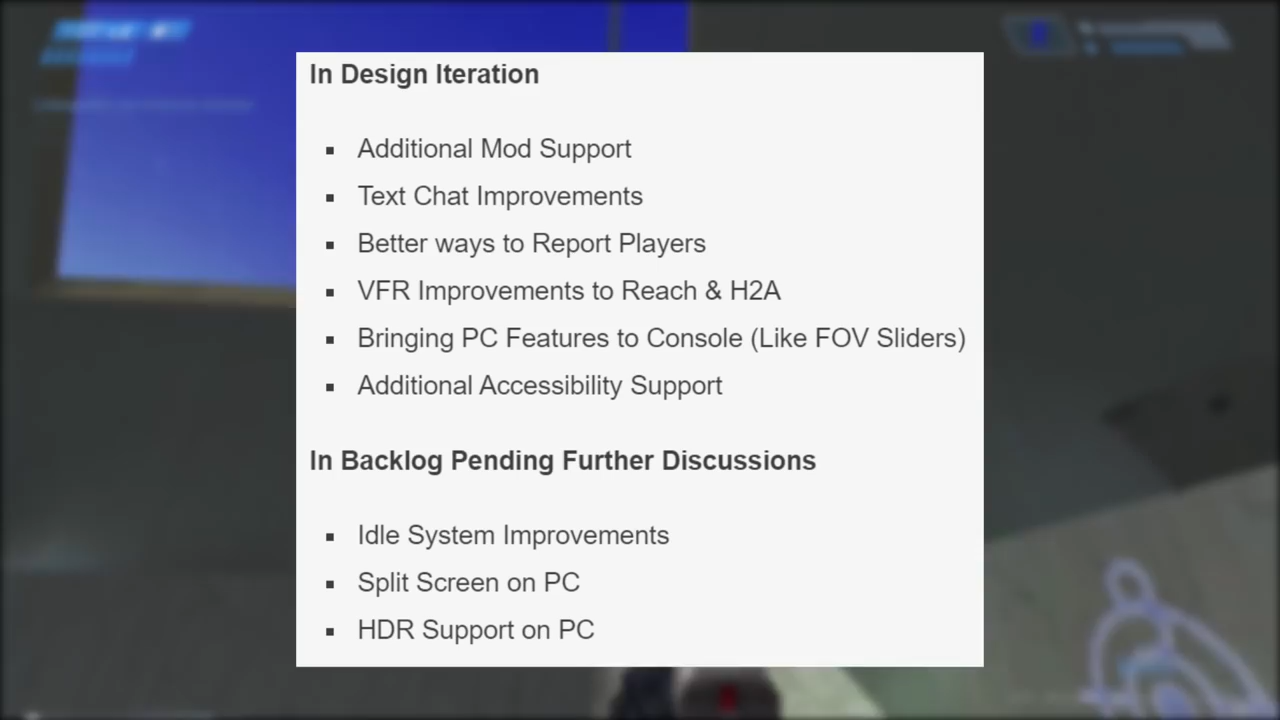 In Design Iteration
Additional Mod Support
Text Chat Improvements
Better ways to Report Players
VFR Improvements to Reach & H2A
Bringing PC Features to Console (Like FOV Sliders)
Additional Accessibility Support
In Backlog Pending Further Discussions
Idle System Improvements
Split Screen on PC
HDR Support on PC